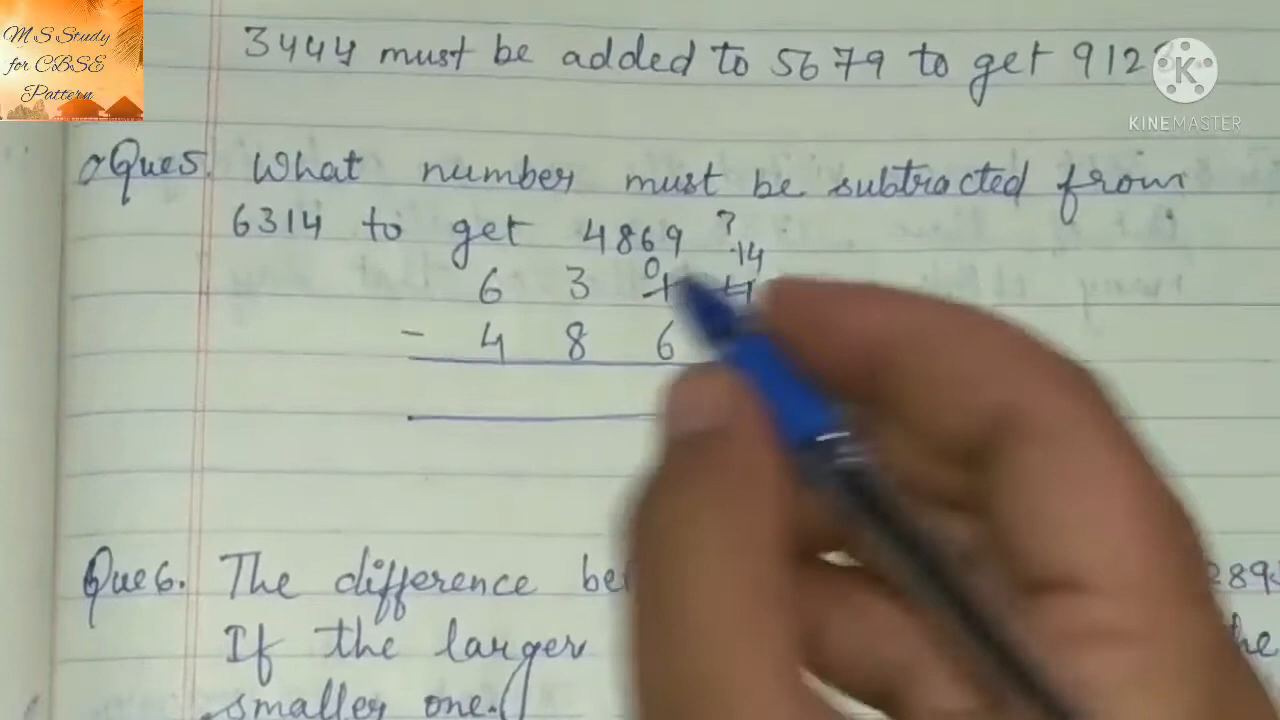 M S Study
for CBSE
Pattern
3444 must be added to 5679 to get 912
KINEMASTER
Ques. What number must be subtracted from
6314 to get 4869 ?
0 14
6 3 1 4
- 4 8 6
Que6. The difference 289
If the larger
smaller one.